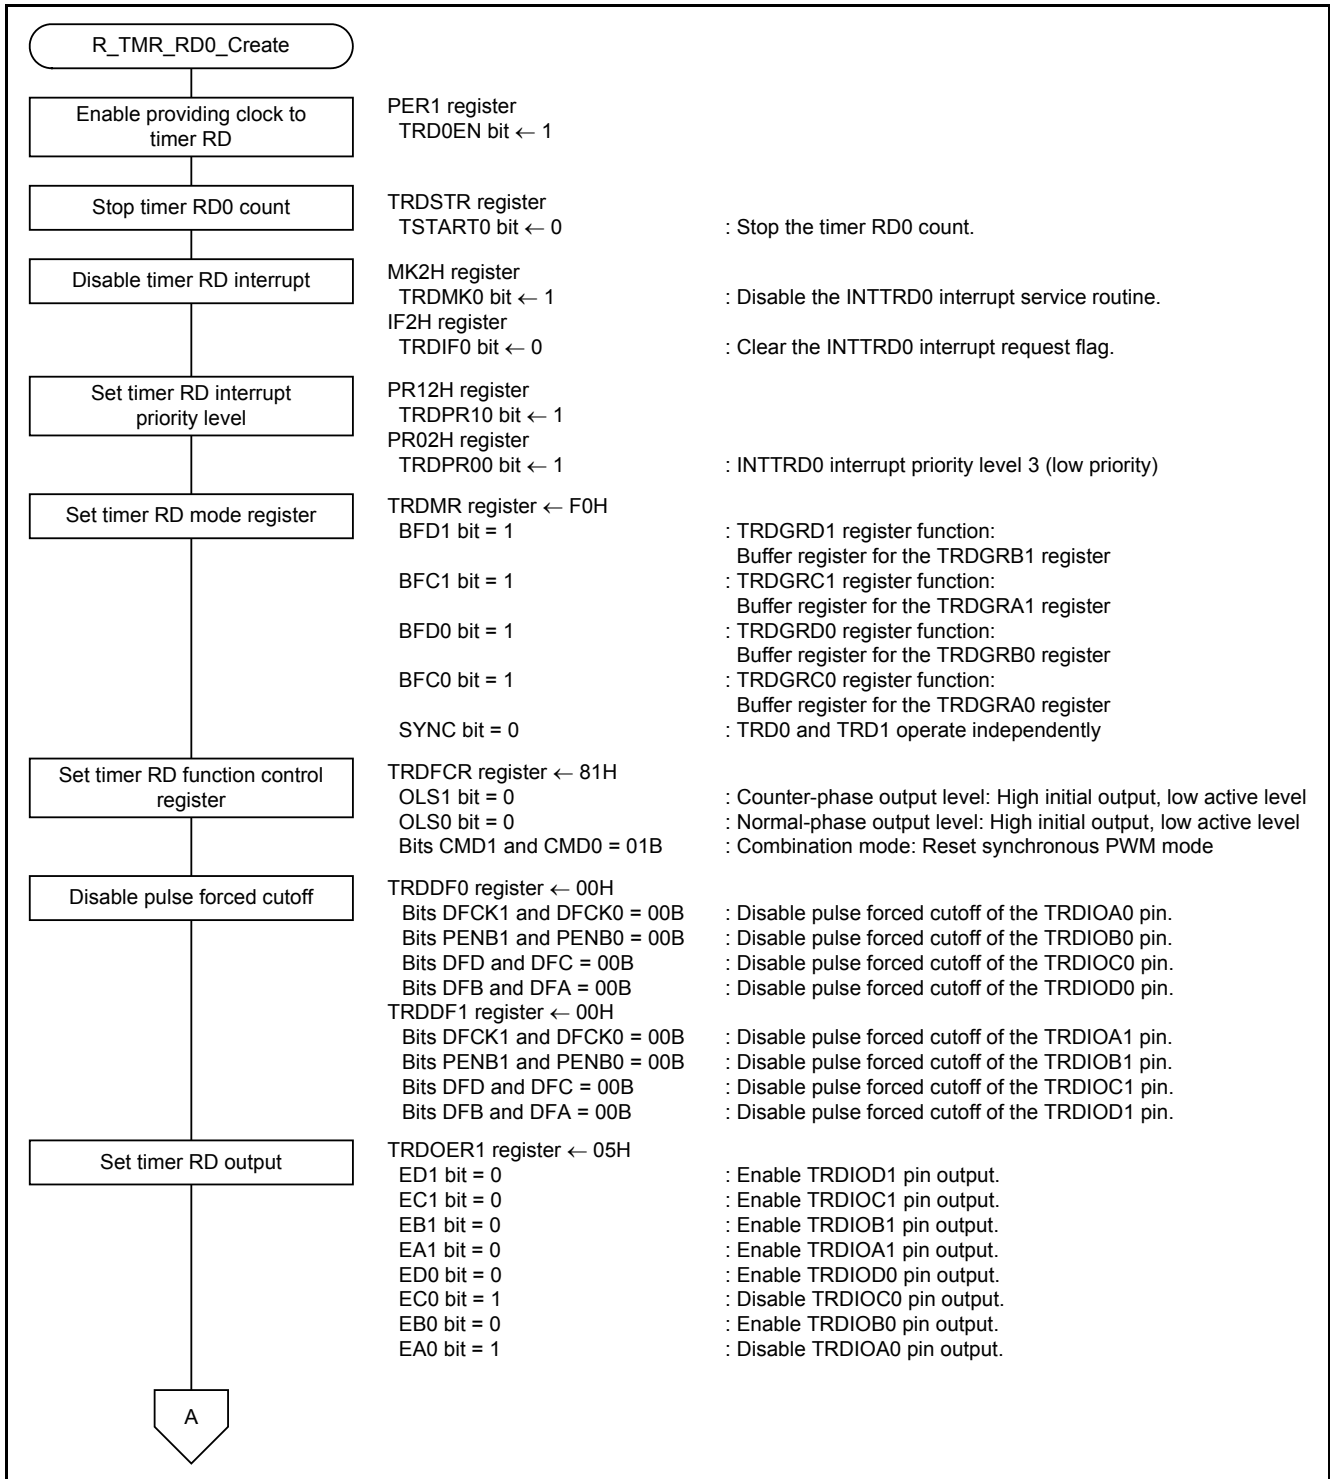 R_TMR_RD0_Create
Enable providing clock to
timer RD
PER1 register
TRD0EN bit ← 1
Stop timer RD0 count
TRDSTR register
TSTART0 bit ← 0 : Stop the timer RD0 count.
Disable timer RD interrupt
MK2H register
TRDMK0 bit ← 1 : Disable the INTTRD0 interrupt service routine.
IF2H register
TRDIF0 bit ← 0 : Clear the INTTRD0 interrupt request flag.
Set timer RD interrupt
priority level
PR12H register
TRDPR10 bit ← 1
PR02H register
TRDPR00 bit ← 1 : INTTRD0 interrupt priority level 3 (low priority)
Set timer RD mode register
TRDMR register ← F0H
BFD1 bit = 1 : TRDGRD1 register function:
Buffer register for the TRDGRB1 register
BFC1 bit = 1 : TRDGRC1 register function:
Buffer register for the TRDGRA1 register
BFD0 bit = 1 : TRDGRD0 register function:
Buffer register for the TRDGRB0 register
BFC0 bit = 1 : TRDGRC0 register function:
Buffer register for the TRDGRA0 register
SYNC bit = 0 : TRD0 and TRD1 operate independently
Set timer RD function control
register
TRDFCR register ← 81H
OLS1 bit = 0 : Counter-phase output level: High initial output, low active level
OLS0 bit = 0 : Normal-phase output level: High initial output, low active level
Bits CMD1 and CMD0 = 01B : Combination mode: Reset synchronous PWM mode
Disable pulse forced cutoff
TRDDF0 register ← 00H
Bits DFCK1 and DFCK0 = 00B : Disable pulse forced cutoff of the TRDIOA0 pin.
Bits PENB1 and PENB0 = 00B : Disable pulse forced cutoff of the TRDIOB0 pin.
Bits DFD and DFC = 00B : Disable pulse forced cutoff of the TRDIOC0 pin.
Bits DFB and DFA = 00B : Disable pulse forced cutoff of the TRDIOD0 pin.
TRDDF1 register ← 00H
Bits DFCK1 and DFCK0 = 00B : Disable pulse forced cutoff of the TRDIOA1 pin.
Bits PENB1 and PENB0 = 00B : Disable pulse forced cutoff of the TRDIOB1 pin.
Bits DFD and DFC = 00B : Disable pulse forced cutoff of the TRDIOC1 pin.
Bits DFB and DFA = 00B : Disable pulse forced cutoff of the TRDIOD1 pin.
Set timer RD output
TRDOER1 register ← 05H
ED1 bit = 0 : Enable TRDIOD1 pin output.
EC1 bit = 0 : Enable TRDIOC1 pin output.
EB1 bit = 0 : Enable TRDIOB1 pin output.
EA1 bit = 0 : Enable TRDIOA1 pin output.
ED0 bit = 0 : Enable TRDIOD0 pin output.
EC0 bit = 1 : Disable TRDIOC0 pin output.
EB0 bit = 0 : Enable TRDIOB0 pin output.
EA0 bit = 1 : Disable TRDIOA0 pin output.
A